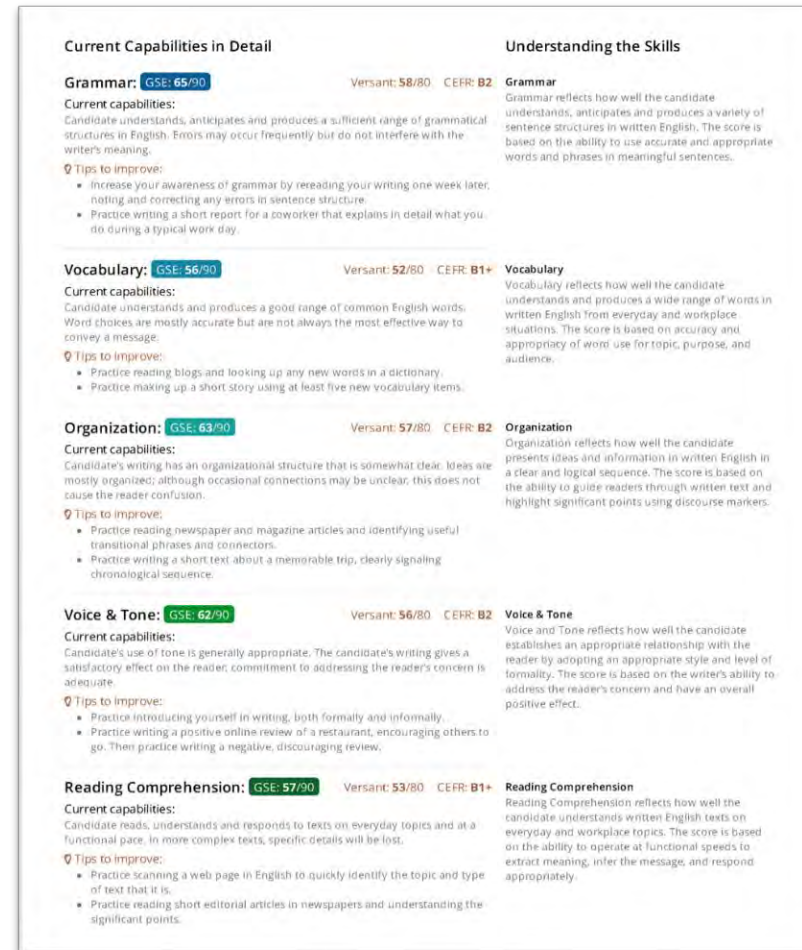 Current Capabilities in Detail
Grammar: GSE: 65/90 Versant: 58/80 CEFR: B2
Current capabilities:
Candidate understands, anticipates and produces a sufficient range of grammatical
structures in English. Errors may occur frequently but do not interfere with the
writer's meaning.
Tips to improve:
• Increase your awareness of grammar by rereading your writing one week later,
noting and correcting any errors in sentence structure.
• Practice writing a short report for a coworker that explains in detail what you
do during a typical work day.
Vocabulary: GSE: 56/90 Versant: 52/80 CEFR: B1+
Current capabilities:
Candidate understands and produces a good range of common English words.
Word choices are mostly accurate but are not always the most effective way to
convey a message.
Tips to improve:
• Practice reading blogs and looking up any new words in a dictionary.
• Practice making up a short story using at least five new vocabulary items.
Organization: GSE: 63/90 Versant: 57/80 CEFR: B2
Current capabilities:
Candidate's writing has an organizational structure that is somewhat clear. Ideas are
mostly organized; although occasional connections may be unclear, this does not
cause the reader confusion.
Tips to improve:
• Practice reading newspaper and magazine articles and identifying useful
transitional phrases and connectors.
• Practice writing a short text about a memorable trip, clearly signaling
chronological sequence.
Voice & Tone: GSE: 62/90 Versant: 56/80 CEFR: B2
Current capabilities:
Candidate's use of tone is generally appropriate. The candidate's writing gives a
satisfactory effect on the reader; commitment to addressing the reader's concern is
adequate.
Tips to improve:
• Practice introducing yourself in writing, both formally and informally.
• Practice writing a positive online review of a restaurant, encouraging others to
go. Then practice writing a negative, discouraging review.
Reading Comprehension: GSE: 57/90 Versant: 53/80 CEFR: B1+
Current capabilities:
Candidate reads, understands and responds to texts on everyday topics and at a
functional pace. In more complex texts, specific details will be lost.
Tips to improve:
• Practice scanning a web page in English to quickly identify the topic and type
of text that it is.
• Practice reading short editorial articles in newspapers and understanding the
significant points.
Understanding the Skills
Grammar
Grammar reflects how well the candidate
understands, anticipates and produces a variety of
sentence structures in written English. The score is
based on the ability to use accurate and appropriate
words and phrases in meaningful sentences.
Vocabulary
Vocabulary reflects how well the candidate
understands and produces a wide range of words in
written English from everyday and workplace
situations. The score is based on accuracy and
appropriacy of word use for topic, purpose, and
audience.
Organization
Organization reflects how well the candidate
presents ideas and information in written English in
a clear and logical sequence. The score is based on
the ability to guide readers through written text and
highlight significant points using discourse markers.
Voice & Tone
Voice and Tone reflects how well the candidate
establishes an appropriate relationship with the
reader by adopting an appropriate style and level of
formality. The score is based on the writer's ability to
address the reader's concern and have an overall
positive effect.
Reading Comprehension
Reading Comprehension reflects how well the
candidate understands written English texts on
everyday and workplace topics. The score is based
on the ability to operate at functional speeds to
extract meaning, infer the message, and respond
appropriately.